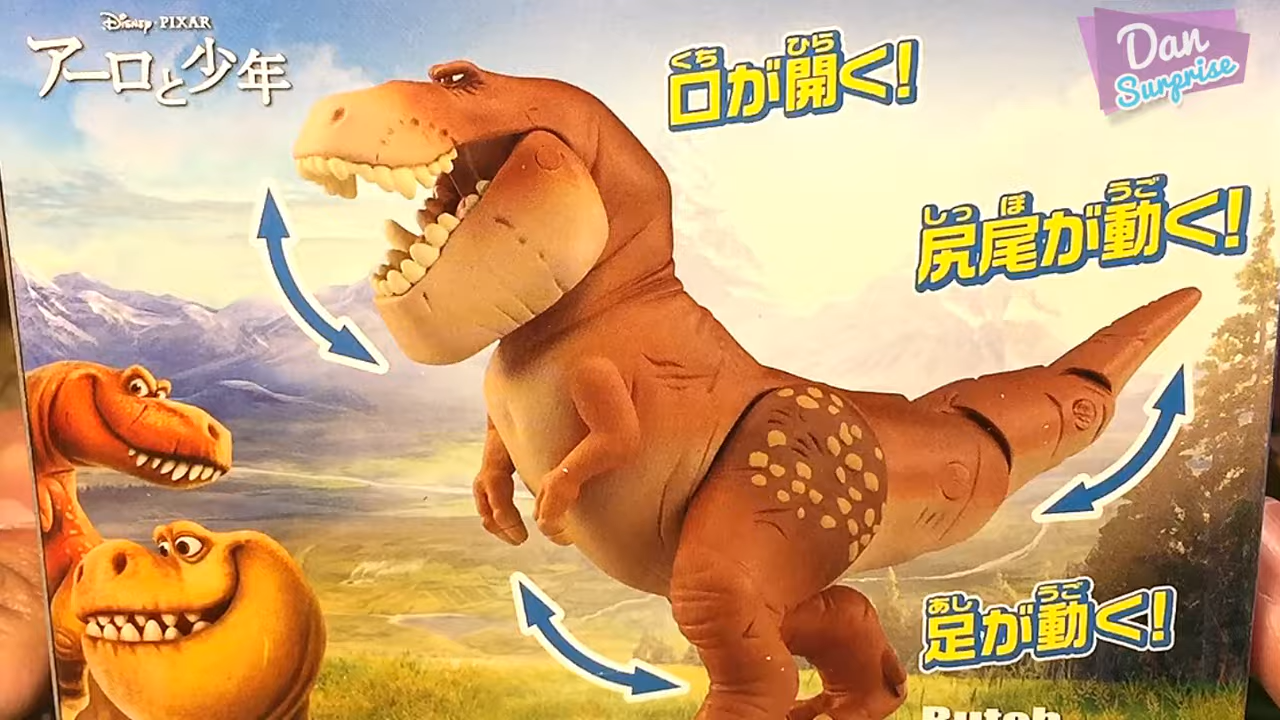 Disney·PIXAR
アーロと少年
Dan
Surprise
くち ひら
口が開く!
しっ ぽ うご
尻尾が動く!
あし うご
足が動く!
Butch